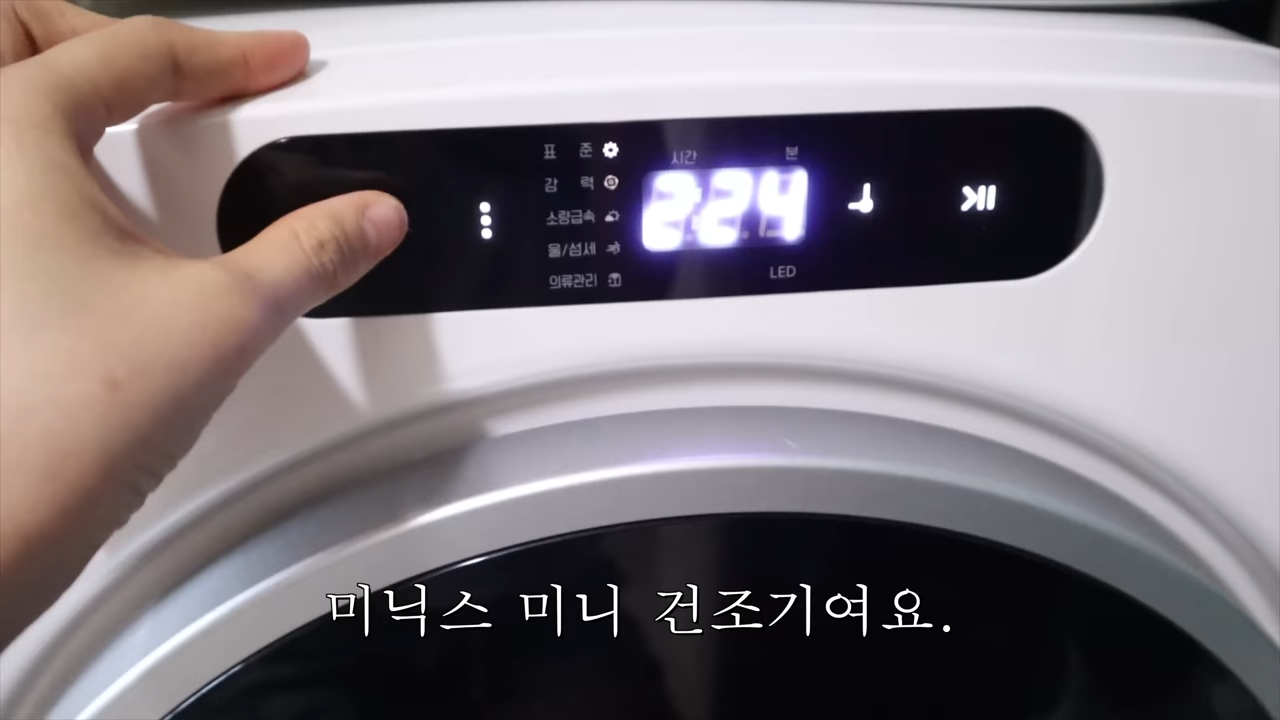 표 준
강 력
소량급속
울/섬세
의류관리
시간 분
2:24
LED
미닉스 미니 건조기여요.